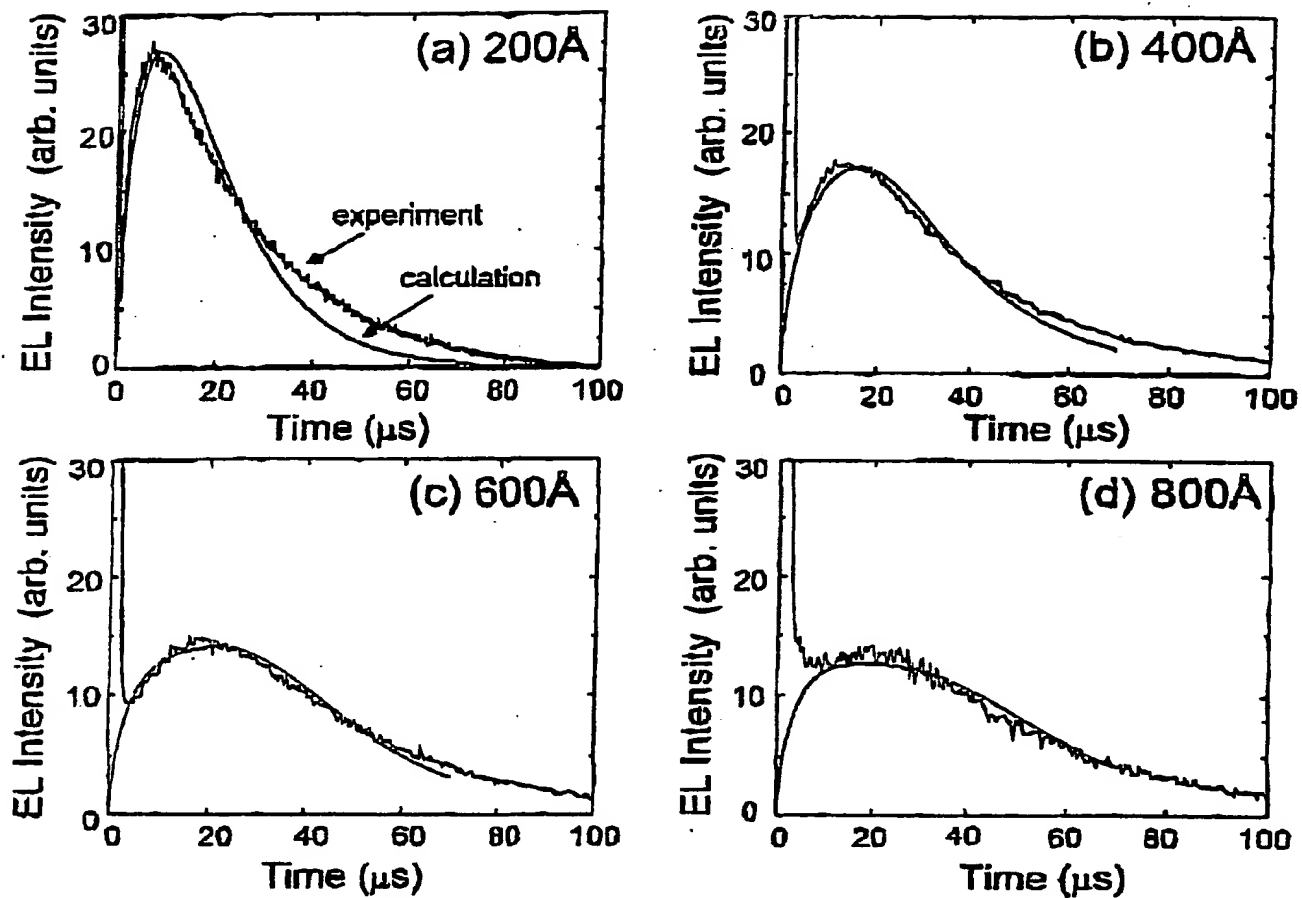 (a) 200Å
EL Intensity (arb. units)
30
20
10
0
experiment
calculation
0 20 40 60 80 100
Time (μs)
(b) 400Å
EL Intensity (arb. units)
30
20
10
0
0 20 40 60 80 100
Time (μs)
(c) 600Å
EL Intensity (arb. units)
30
20
10
0
0 20 40 60 80 100
Time (μs)
(d) 800Å
EL Intensity (arb. units)
30
20
10
0
0 20 40 60 80 100
Time (μs)